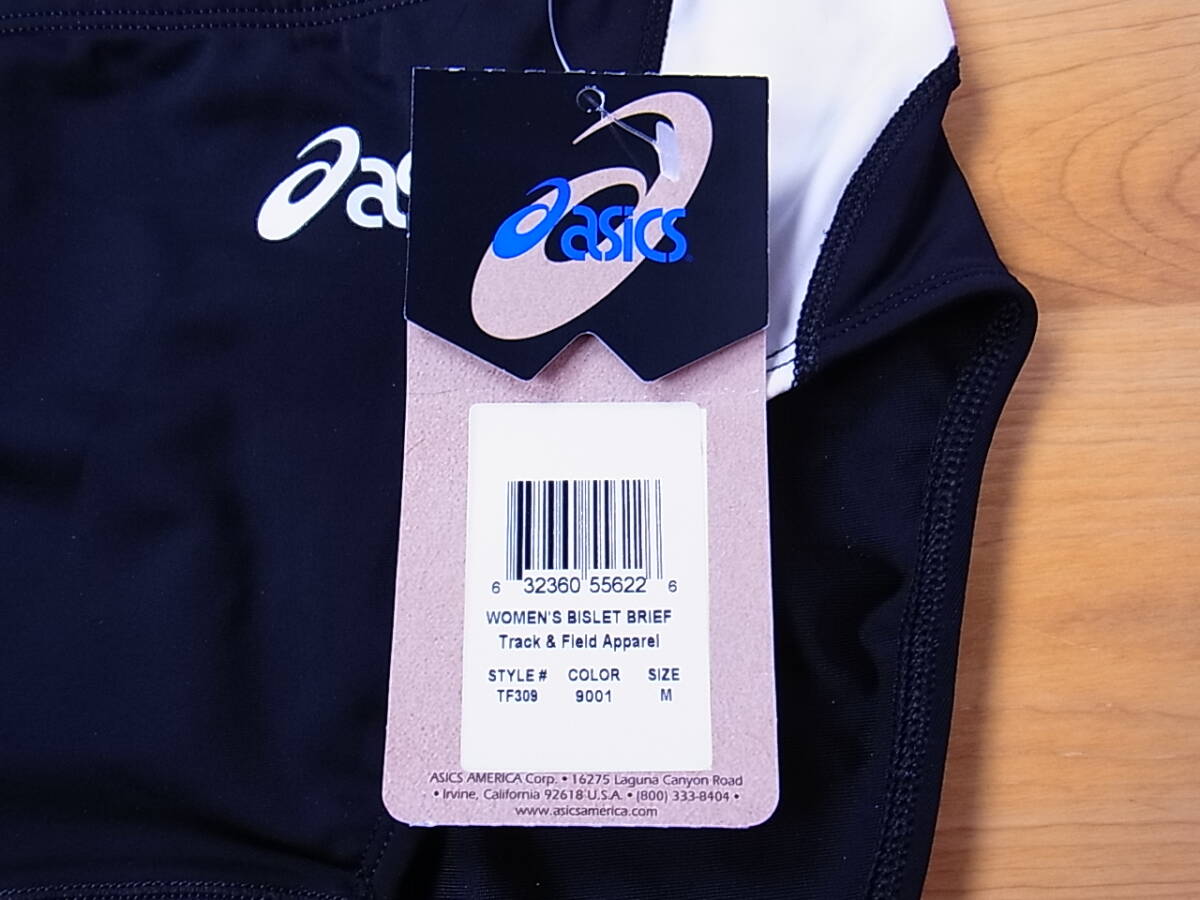 as
asics
6 32360 55622 6
WOMEN'S BISLET BRIEF
Track & Field Apparel
STYLE # COLOR SIZE
TF309 9001 M
ASICS AMERICA Corp. • 16275 Laguna Canyon Road
• Irvine, California 92618 U.S.A. • (800) 333-8404 •
www.asicsamerica.com